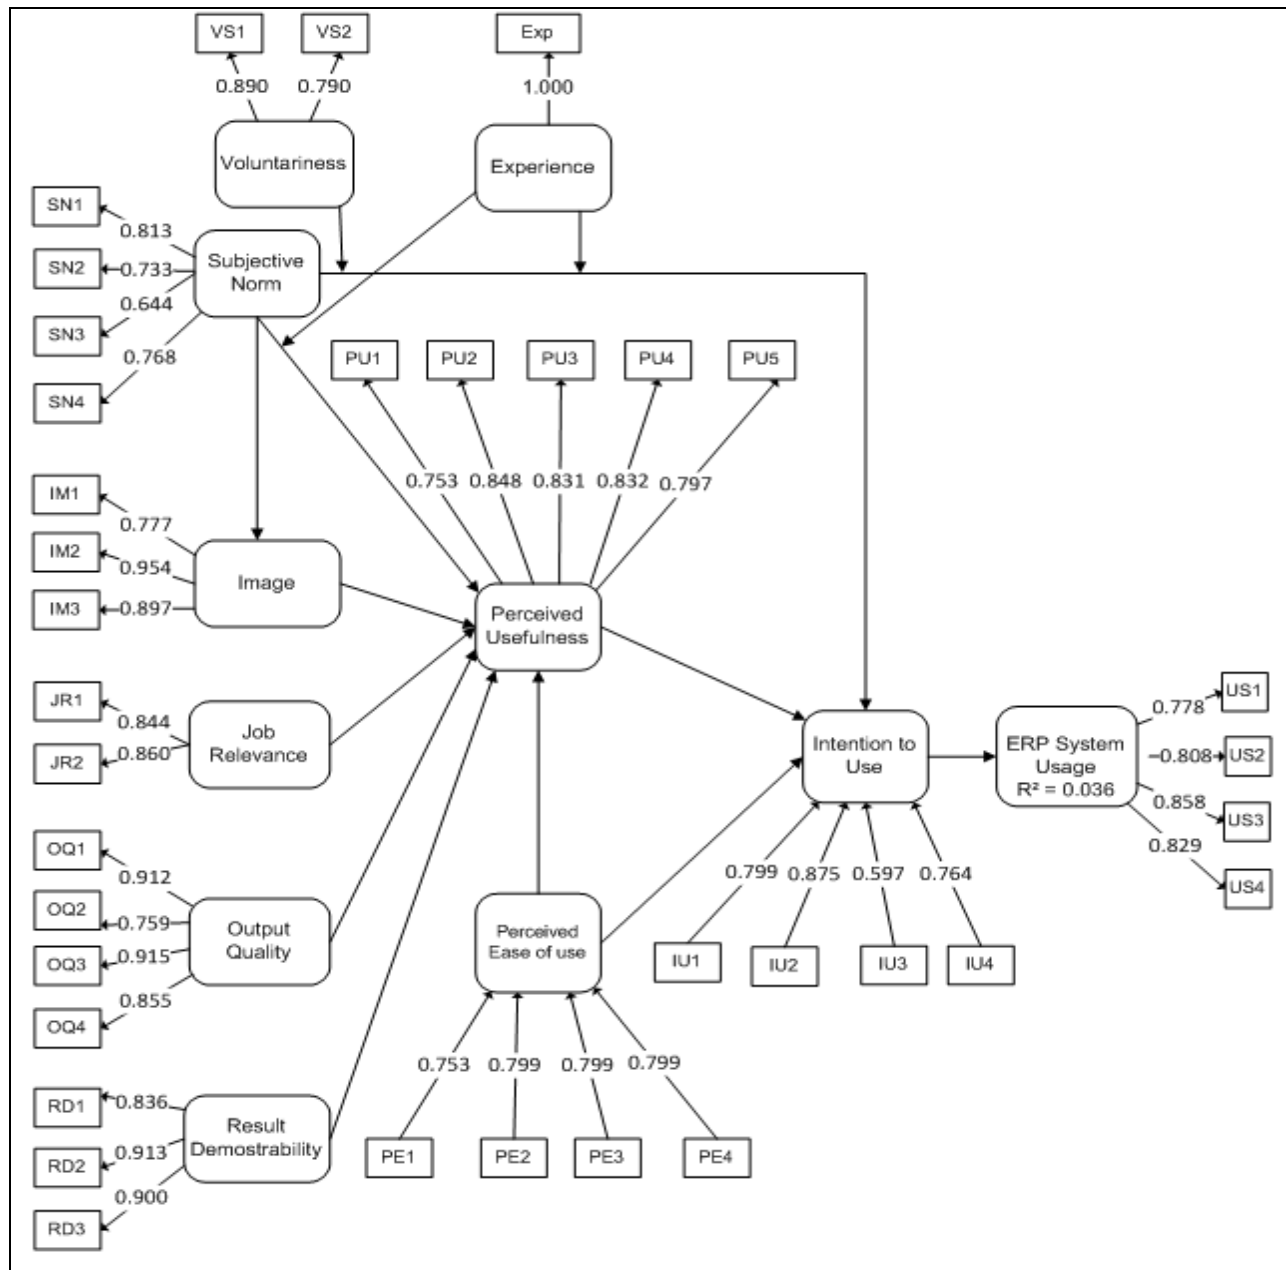 VS1
VS2
Exp
0.890
0.790
1.000
Voluntariness
Experience
SN1
0.813
SN2
0.733
SN3
0.644
SN4
0.768
Subjective
Norm
PU1
PU2
PU3
PU4
PU5
0.753
0.848
0.831
0.832
0.797
IM1
0.777
IM2
0.954
IM3
0.897
Image
Perceived
Usefulness
JR1
0.844
JR2
0.860
Job
Relevance
Intention to
Use
ERP System
Usage
R² = 0.036
US1
0.778
US2
−0.808
US3
0.858
US4
0.829
OQ1
0.912
OQ2
0.759
OQ3
0.915
OQ4
0.855
Output
Quality
Perceived
Ease of use
0.799
0.875
0.597
0.764
IU1
IU2
IU3
IU4
RD1
0.836
RD2
0.913
RD3
0.900
Result
Demostrability
0.753
0.799
0.799
0.799
PE1
PE2
PE3
PE4